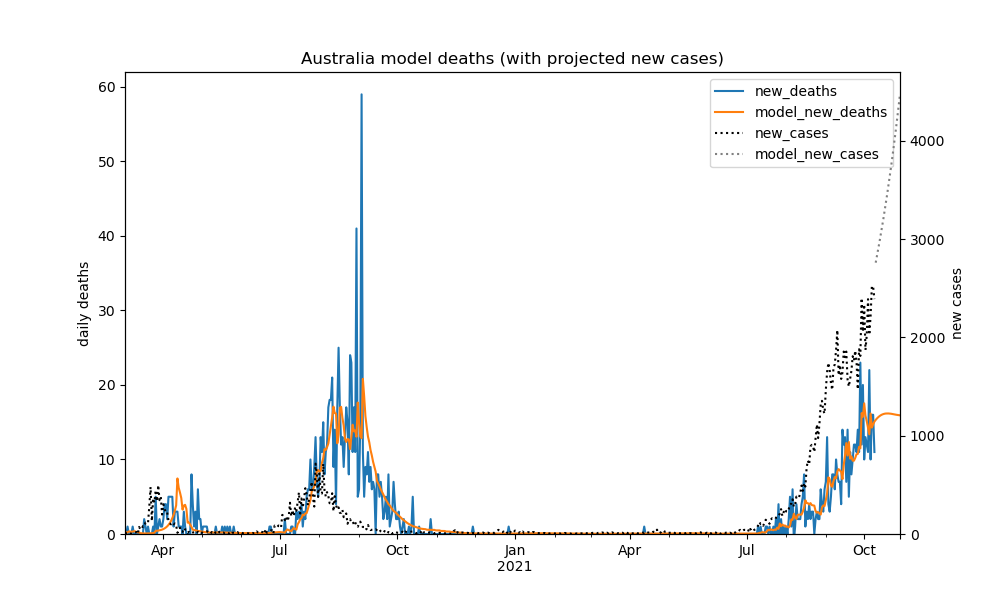 Australia model deaths (with projected new cases)
new_deaths
model_new_deaths
new_cases
model_new_cases
60
50
40
30
20
10
0
daily deaths
4000
3000
2000
1000
0
new cases
Apr
Jul
Oct
Jan
2021
Apr
Jul
Oct